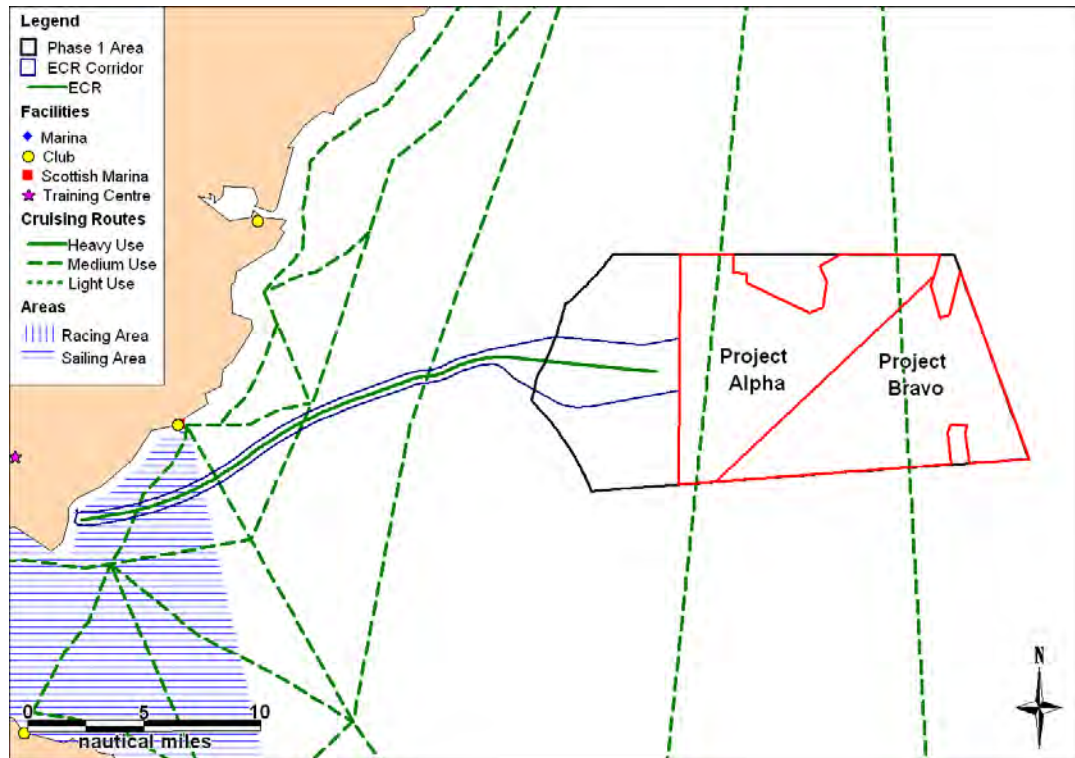 Legend
Phase 1 Area
ECR Corridor
ECR
Facilities
Marina
Club
Scottish Marina
Training Centre
Cruising Routes
Heavy Use
Medium Use
Light Use
Areas
Racing Area
Sailing Area
Project
Alpha
Project
Bravo
N
0 5 10
nautical miles